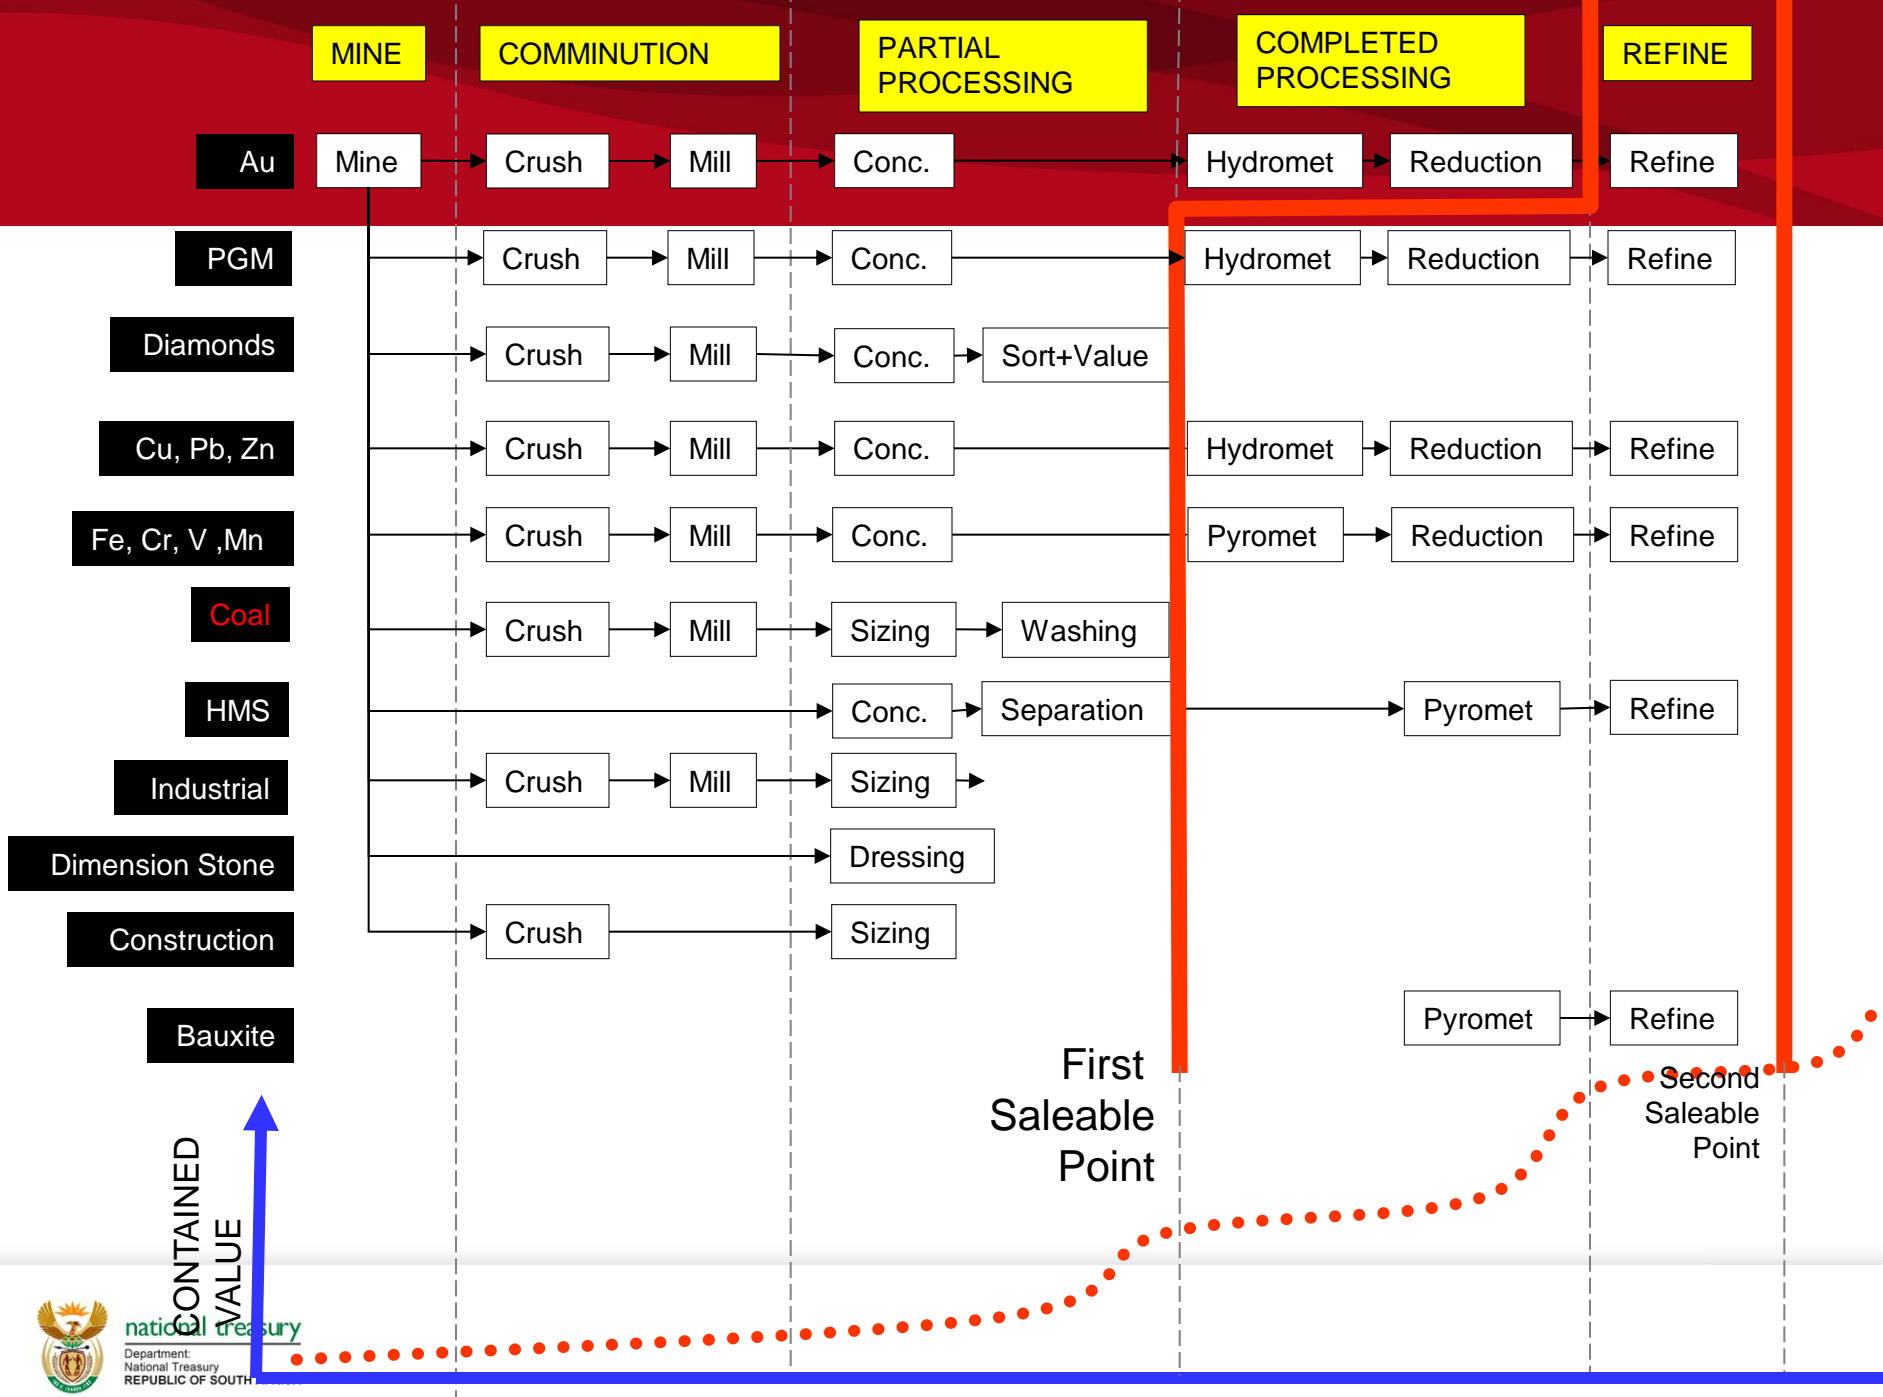 MINE
COMMINUTION
PARTIAL
PROCESSING
COMPLETED
PROCESSING
REFINE
Au
Mine
Crush
Mill
Conc.
Hydromet
Reduction
Refine
PGM
Crush
Mill
Conc.
Hydromet
Reduction
Refine
Diamonds
Crush
Mill
Conc.
Sort+Value
Cu, Pb, Zn
Crush
Mill
Conc.
Hydromet
Reduction
Refine
Fe, Cr, V ,Mn
Crush
Mill
Conc.
Pyromet
Reduction
Refine
Coal
Crush
Mill
Sizing
Washing
HMS
Conc.
Separation
Pyromet
Refine
Industrial
Crush
Mill
Sizing
Dimension Stone
Dressing
Construction
Crush
Sizing
Bauxite
Pyromet
Refine
First
Saleable
Point
Second
Saleable
Point
CONTAINED
VALUE
national treasury
Department:
National Treasury
REPUBLIC OF SOUTH